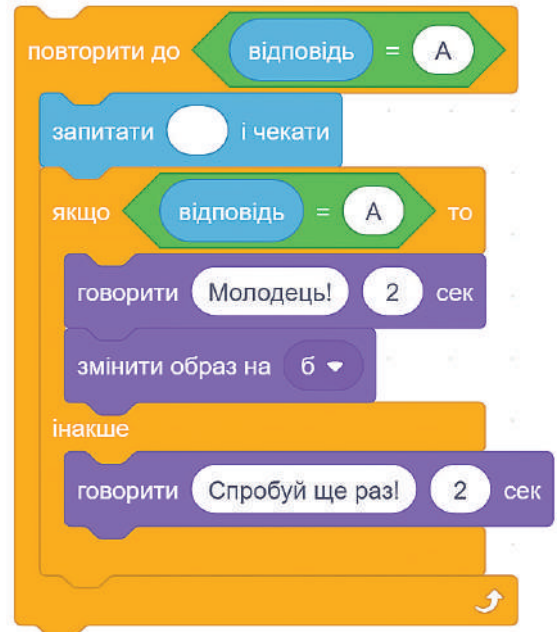 повторити до відповідь = А
запитати і чекати
якщо відповідь = А то
говорити Молодець! 2 сек
змінити образ на б
інакше
говорити Спробуй ще раз! 2 сек